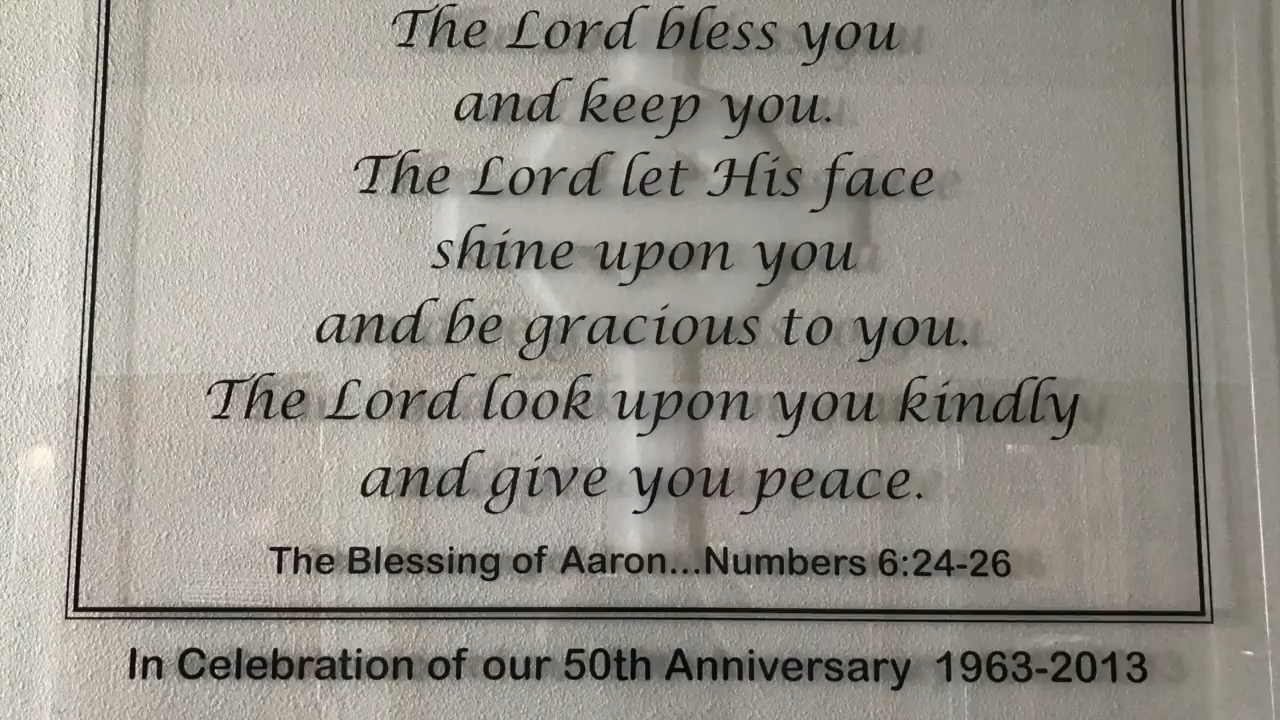 The Lord bless you
and keep you.
The Lord let His face
shine upon you
and be gracious to you.
The Lord look upon you kindly
and give you peace.
The Blessing of Aaron...Numbers 6:24-26
In Celebration of our 50th Anniversary 1963-2013